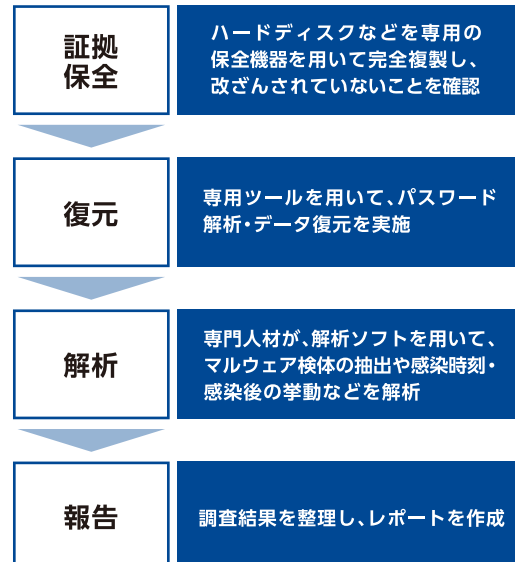 証拠
保全
ハードディスクなどを専用の
保全機器を用いて完全複製し、
改ざんされていないことを確認
復元
専用ツールを用いて、パスワード
解析・データ復元を実施
解析
専門人材が、解析ソフトを用いて、
マルウェア検体の抽出や感染時刻・
感染後の挙動などを解析
報告
調査結果を整理し、レポートを作成